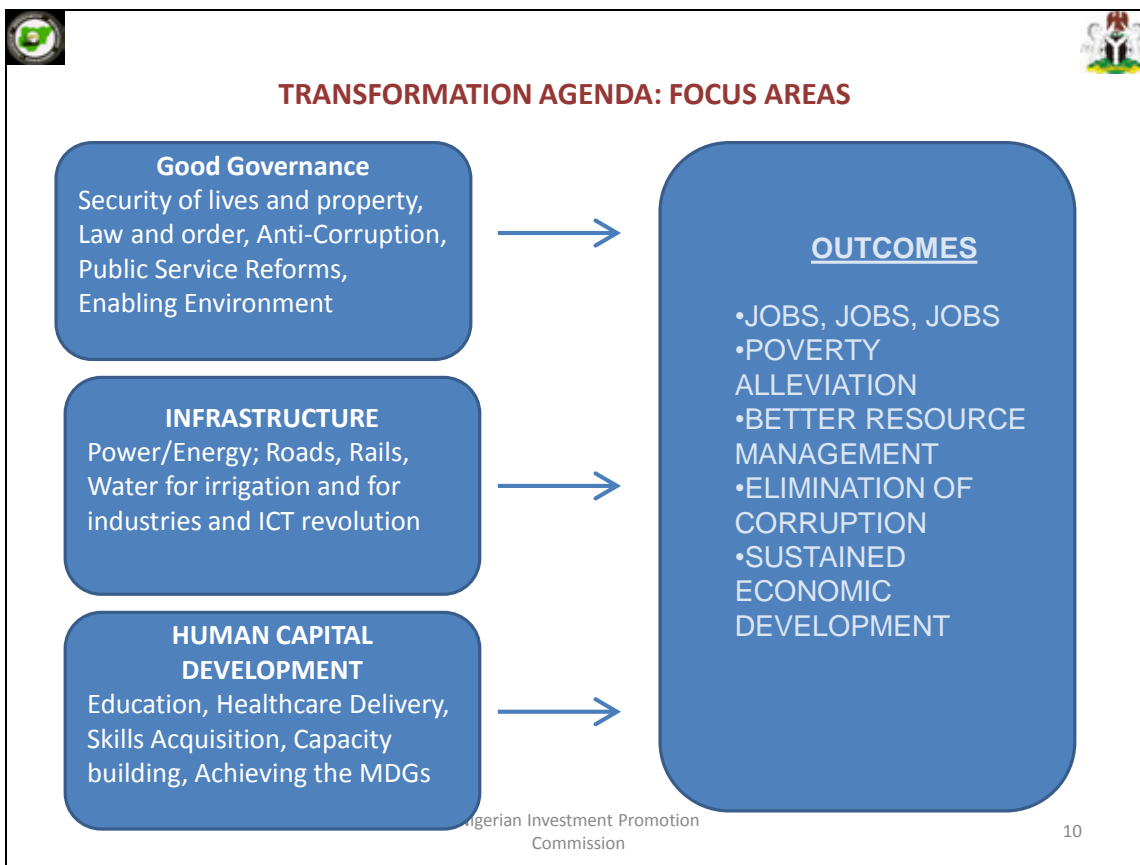 TRANSFORMATION AGENDA: FOCUS AREAS
Good Governance
Security of lives and property,
Law and order, Anti-Corruption,
Public Service Reforms,
Enabling Environment
INFRASTRUCTURE
Power/Energy; Roads, Rails,
Water for irrigation and for
industries and ICT revolution
HUMAN CAPITAL
DEVELOPMENT
Education, Healthcare Delivery,
Skills Acquisition, Capacity
building, Achieving the MDGs
OUTCOMES
•JOBS, JOBS, JOBS
•POVERTY
ALLEVIATION
•BETTER RESOURCE
MANAGEMENT
•ELIMINATION OF
CORRUPTION
•SUSTAINED
ECONOMIC
DEVELOPMENT
igerian Investment Promotion
Commission
10